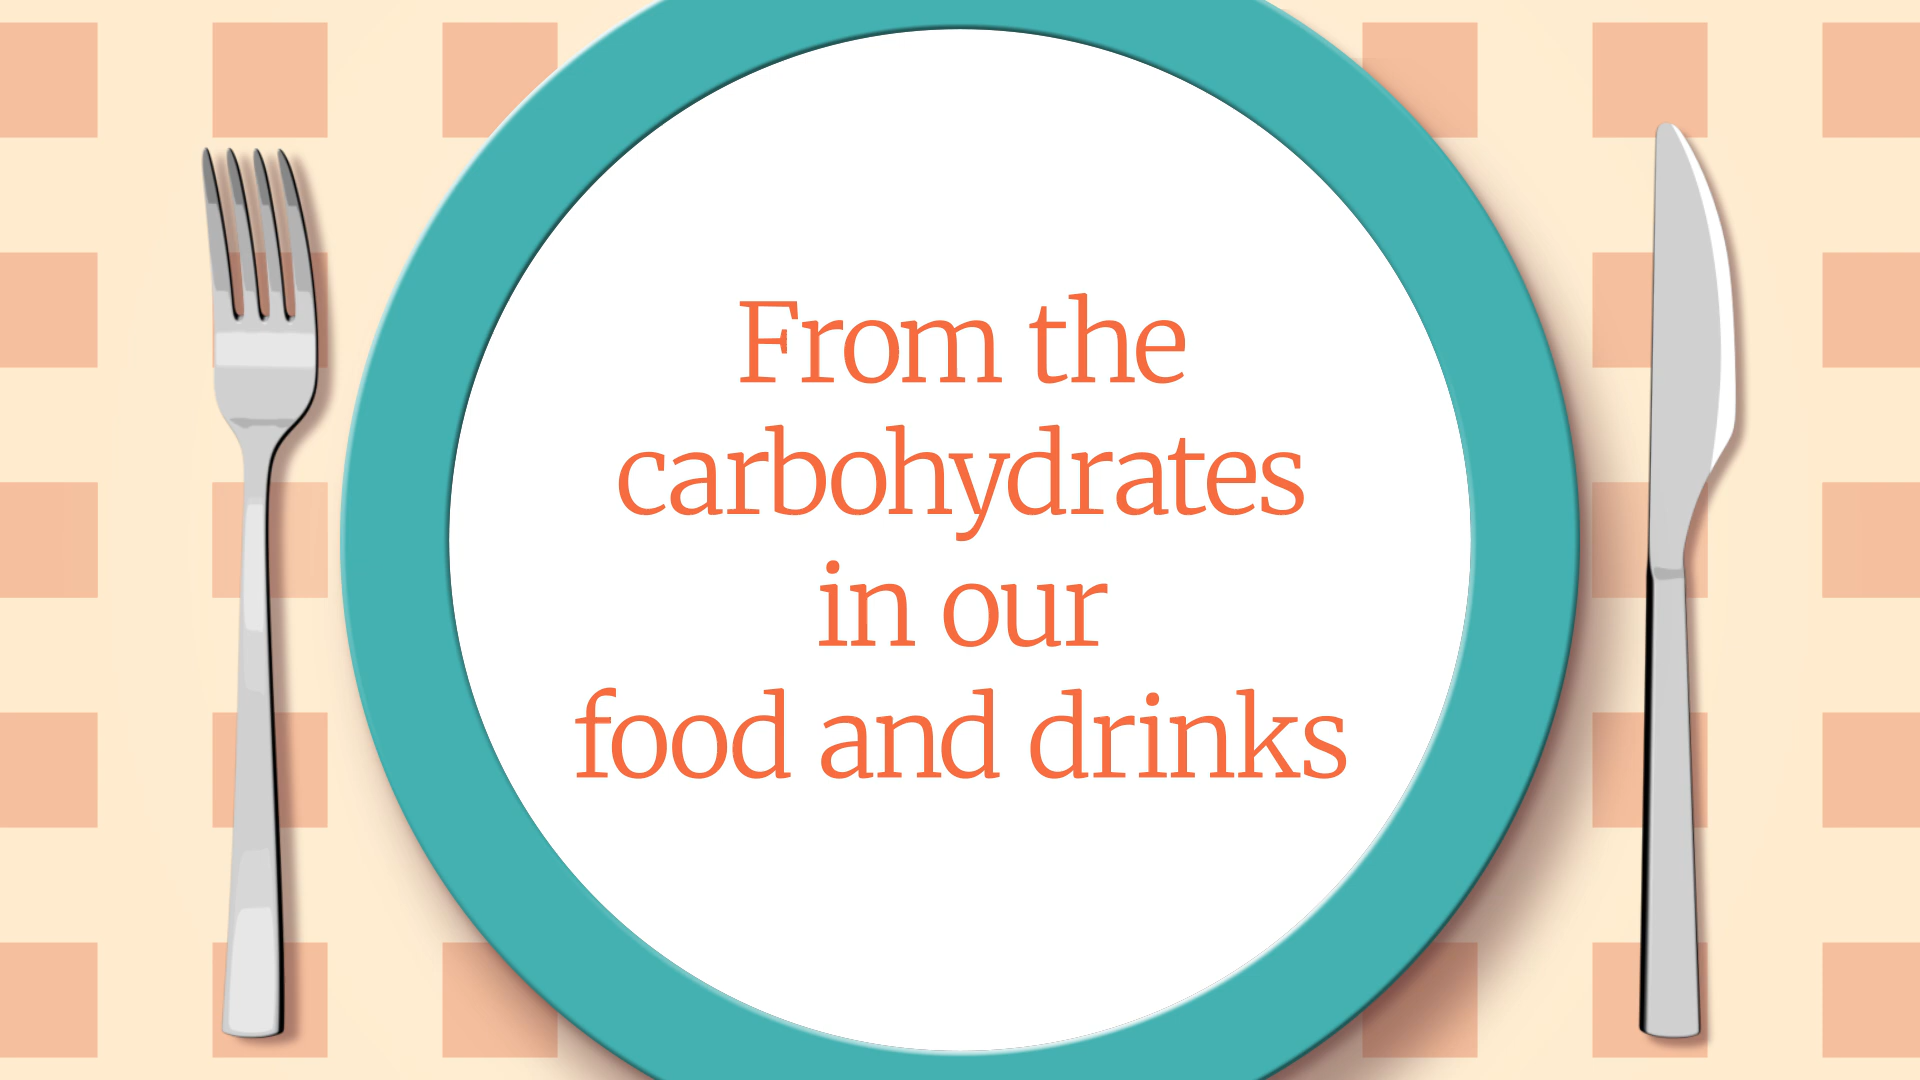 From the
carbohydrates
in our
food and drinks